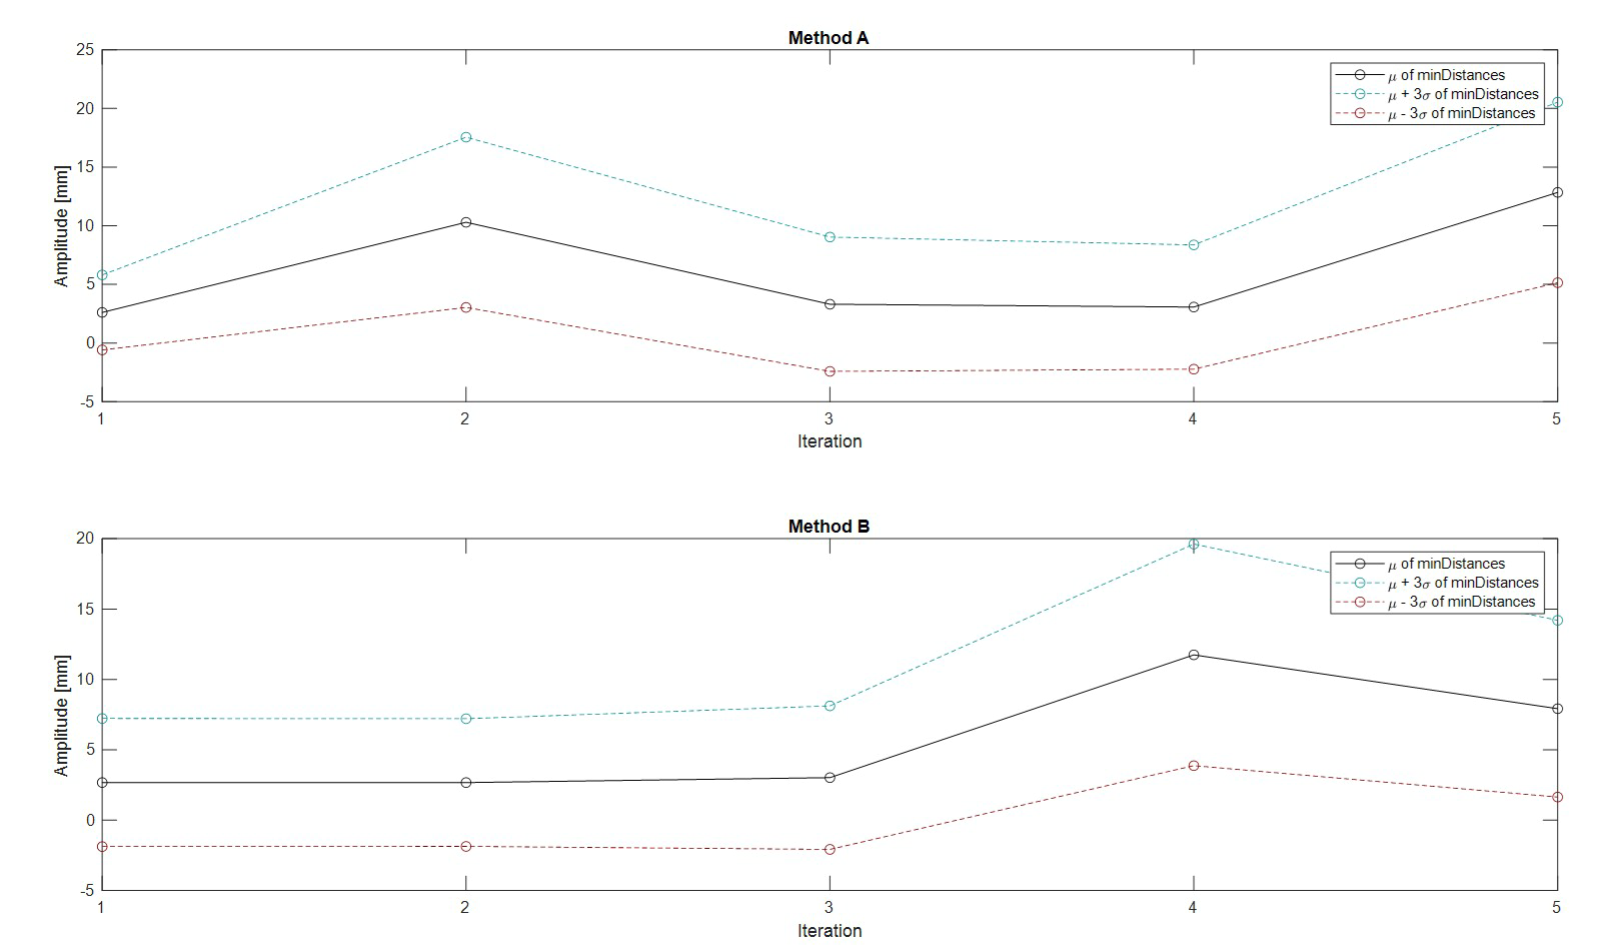 Method A
25
20
15
10
5
0
-5
Amplitude [mm]
μ of minDistances
μ + 3σ of minDistances
μ - 3σ of minDistances
1
2
3
4
5
Iteration
Method B
20
15
10
5
0
-5
Amplitude [mm]
μ of minDistances
μ + 3σ of minDistances
μ - 3σ of minDistances
1
2
3
4
5
Iteration